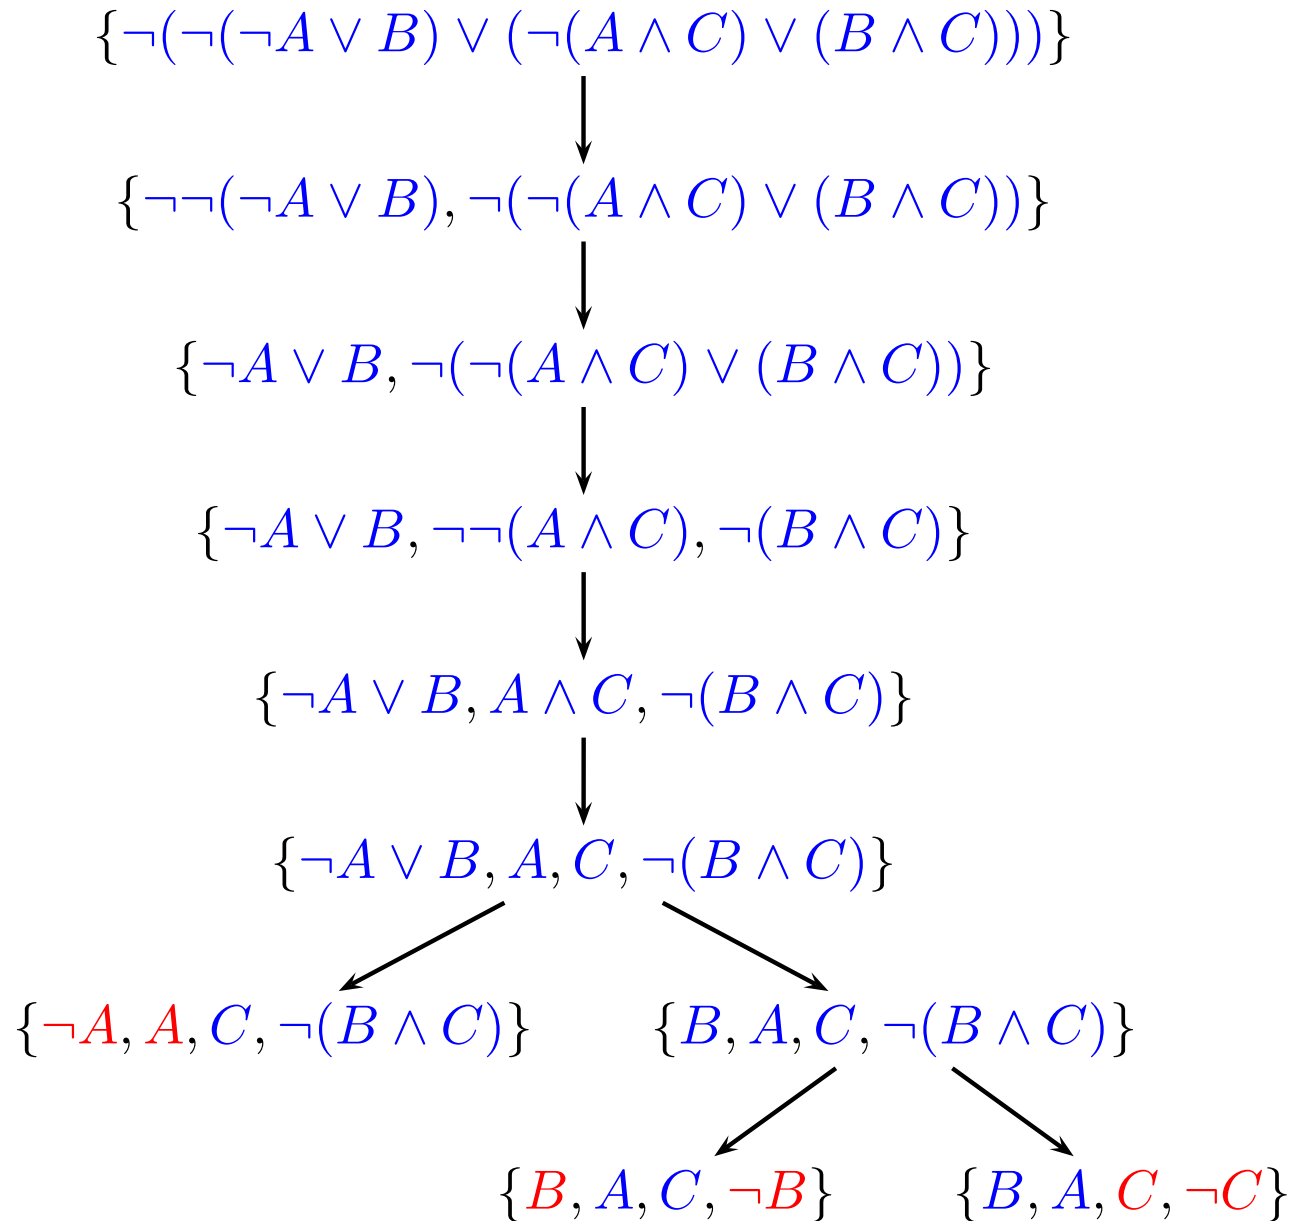 {¬(¬(¬A ∨ B) ∨ (¬(A ∧ C) ∨ (B ∧ C)))}
{¬¬(¬A ∨ B), ¬(¬(A ∧ C) ∨ (B ∧ C))}
{¬A ∨ B, ¬(¬(A ∧ C) ∨ (B ∧ C))}
{¬A ∨ B, ¬¬(A ∧ C), ¬(B ∧ C)}
{¬A ∨ B, A ∧ C, ¬(B ∧ C)}
{¬A ∨ B, A, C, ¬(B ∧ C)}
{¬A, A, C, ¬(B ∧ C)} {B, A, C, ¬(B ∧ C)}
{B, A, C, ¬B} {B, A, C, ¬C}